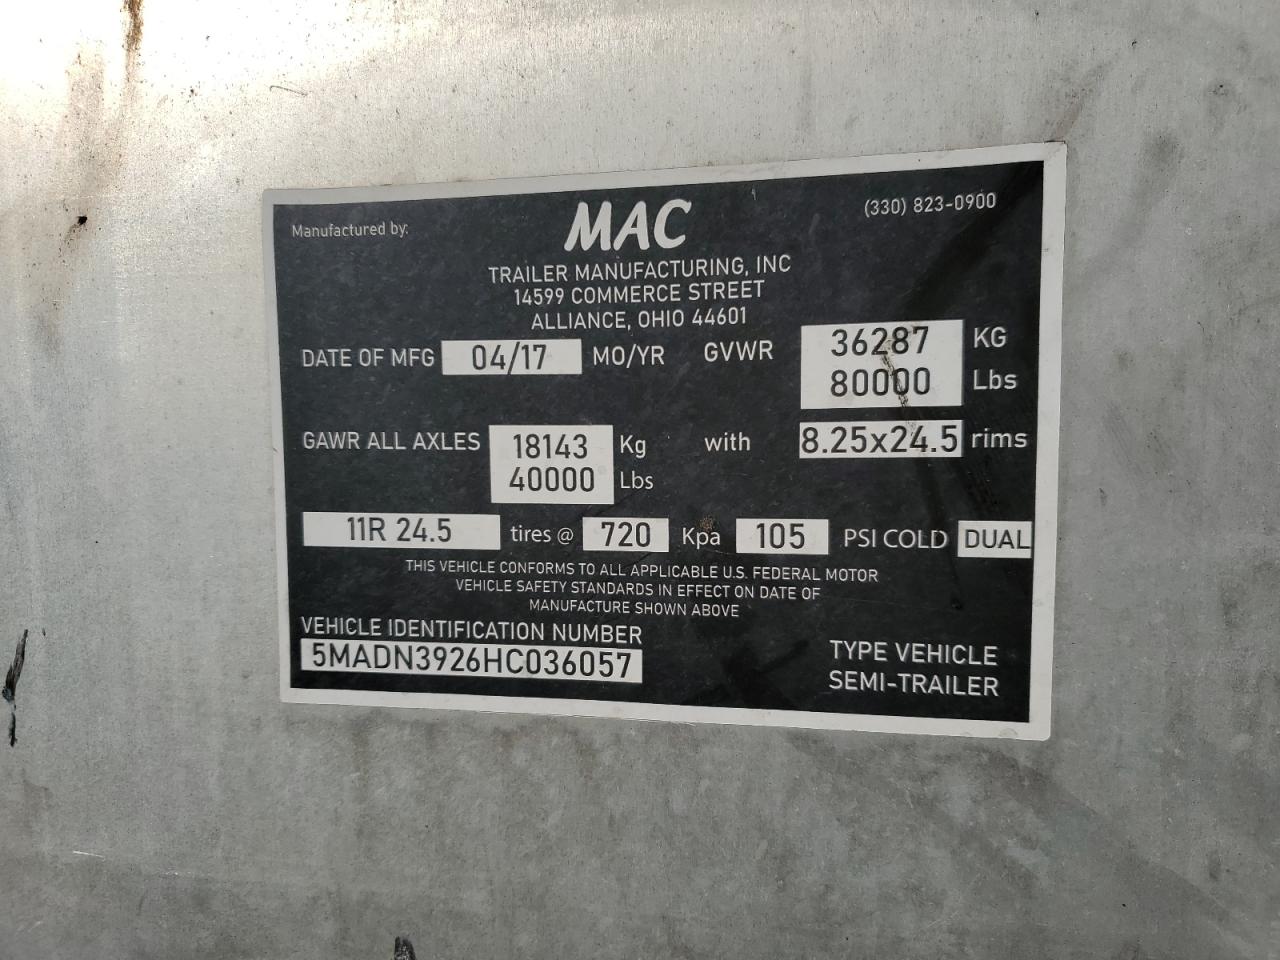 Manufactured by:
MAC
(330) 823-0900
TRAILER MANUFACTURING, INC
14599 COMMERCE STREET
ALLIANCE, OHIO 44601
DATE OF MFG 04/17 MO/YR GVWR 36287 KG
80000 Lbs
GAWR ALL AXLES 18143 Kg with 8.25x24.5 rims
40000 Lbs
11R 24.5 tires @ 720 Kpa 105 PSI COLD DUAL
THIS VEHICLE CONFORMS TO ALL APPLICABLE U.S. FEDERAL MOTOR
VEHICLE SAFETY STANDARDS IN EFFECT ON DATE OF
MANUFACTURE SHOWN ABOVE
VEHICLE IDENTIFICATION NUMBER
5MADN3926HC036057
TYPE VEHICLE
SEMI-TRAILER